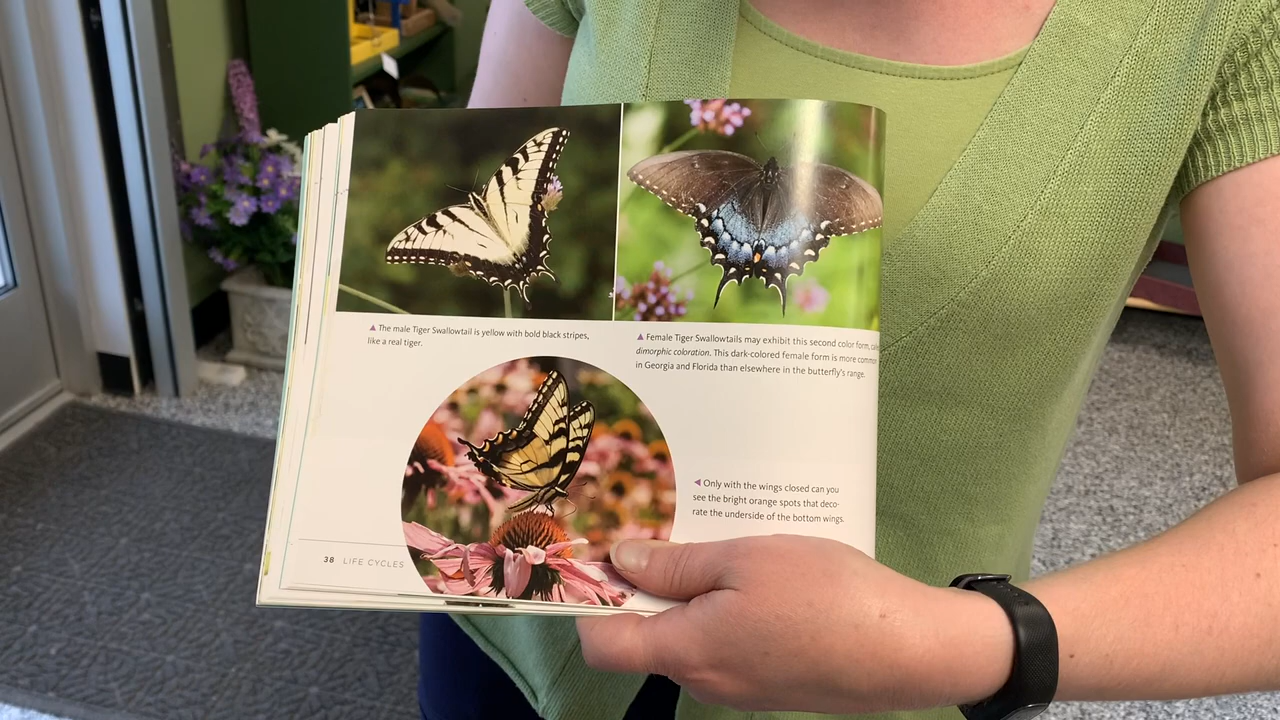 ▲ The male Tiger Swallowtail is yellow with bold black stripes,
like a real tiger.
▲ Female Tiger Swallowtails may exhibit this second color form,
dimorphic coloration. This dark-colored female form is more common
in Georgia and Florida than elsewhere in the butterfly's range.
◀ Only with the wings closed can you
see the bright orange spots that deco-
rate the underside of the bottom wings.
38 LIFE CYCLES